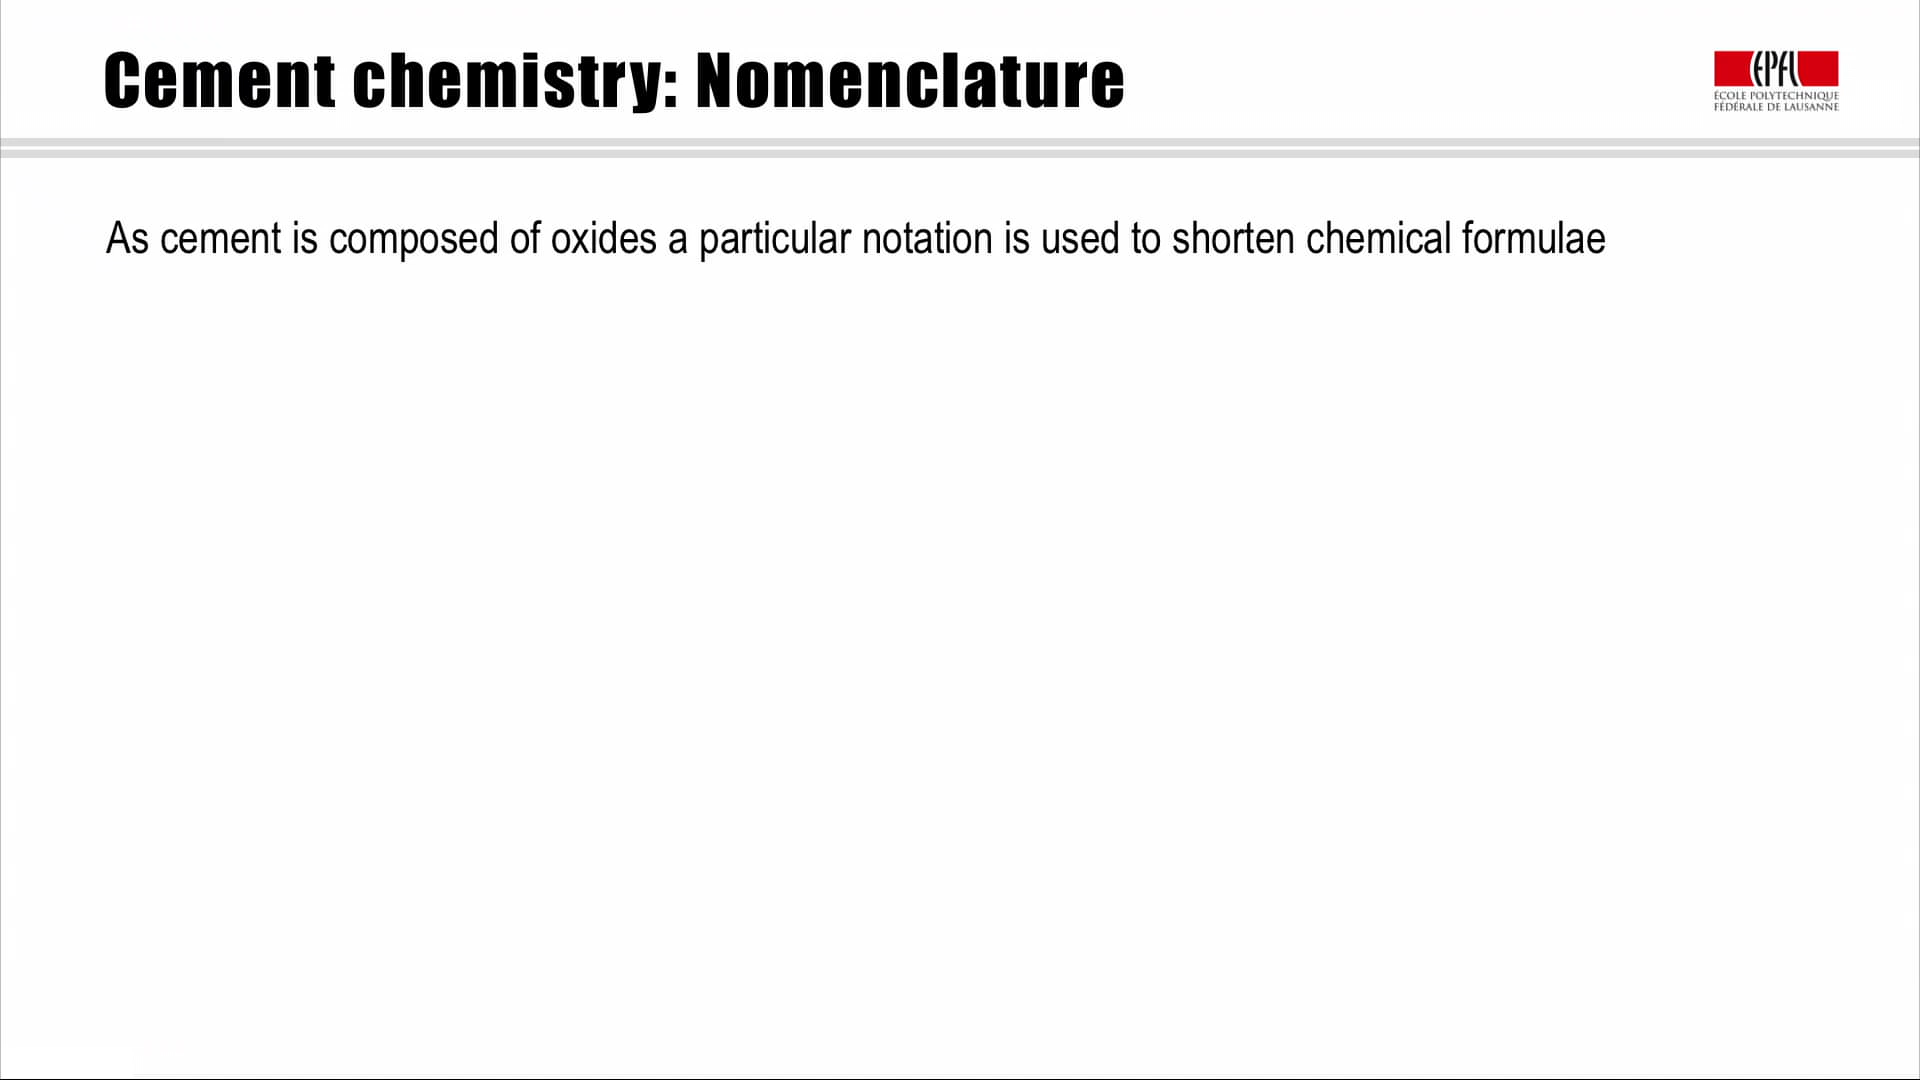 Cement chemistry: Nomenclature
EPFL
ÉCOLE POLYTECHNIQUE
FÉDÉRALE DE LAUSANNE
As cement is composed of oxides a particular notation is used to shorten chemical formulae